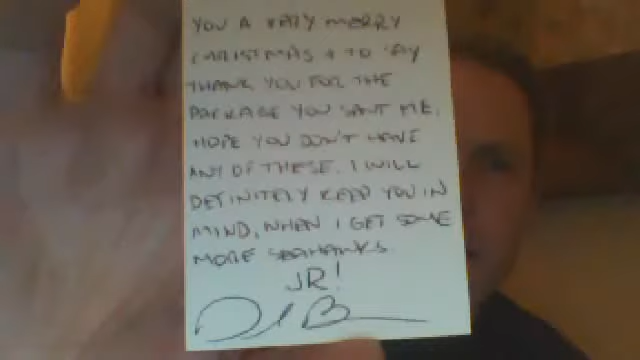 YOU A VERY MERRY
CHRISTMAS & TO SAY
THANK YOU FOR THE
PACKAGE YOU SENT ME.
HOPE YOU DON'T HAVE
ANY OF THESE. I WILL
DEFINITELY KEEP YOU IN
MIND, WHEN I GET SOME
MORE SEAHAWKS.
JR!